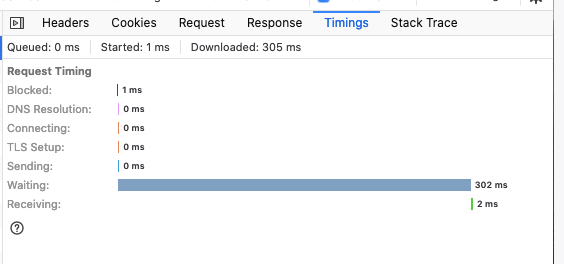 Headers Cookies Request Response Timings Stack Trace
Queued: 0 ms Started: 1 ms Downloaded: 305 ms
Request Timing
Blocked: 1 ms
DNS Resolution: 0 ms
Connecting: 0 ms
TLS Setup: 0 ms
Sending: 0 ms
Waiting: 302 ms
Receiving: 2 ms